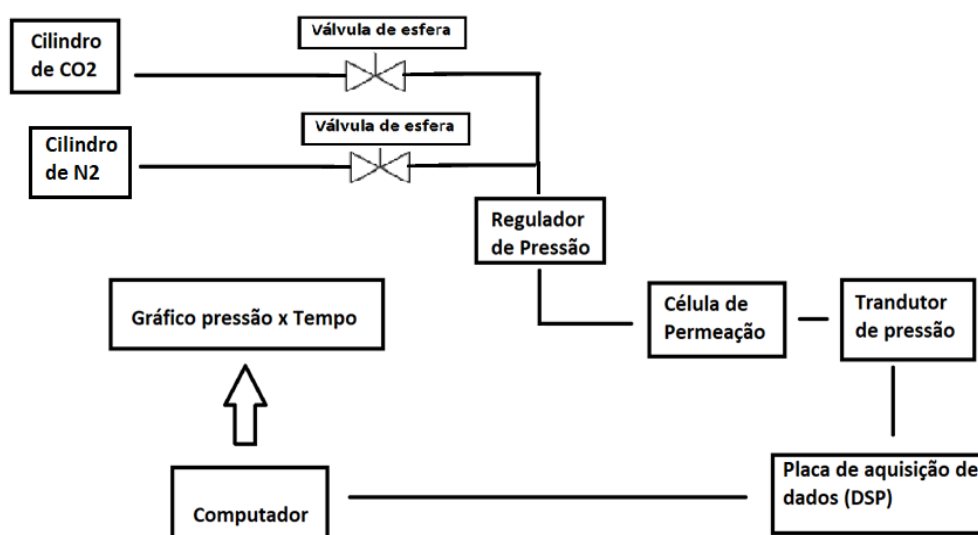 Cilindro
de CO2
Válvula de esfera
Cilindro
de N2
Válvula de esfera
Regulador
de Pressão
Gráfico pressão x Tempo
Célula de
Permeação
Trandutor
de pressão
Computador
Placa de aquisição de
dados (DSP)